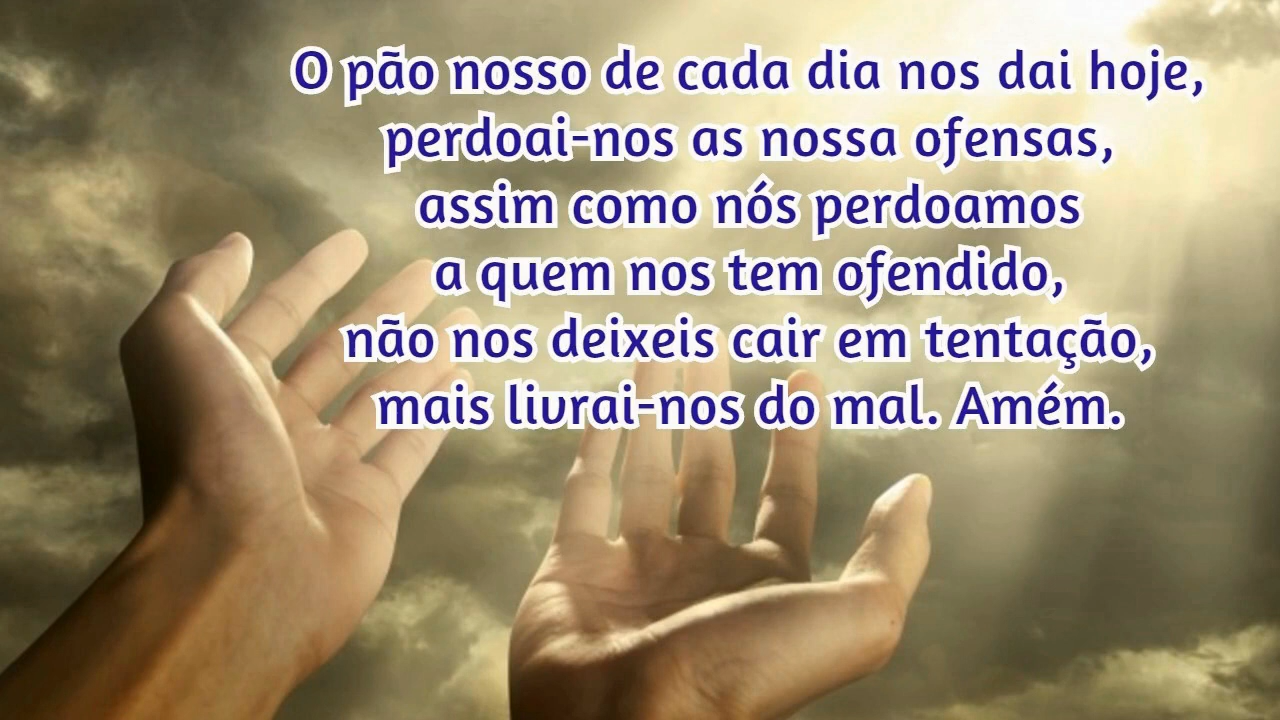 O pão nosso de cada dia nos dai hoje,
perdoai-nos as nossa ofensas,
assim como nós perdoamos
a quem nos tem ofendido,
não nos deixeis cair em tentação,
mais livrai-nos do mal. Amém.